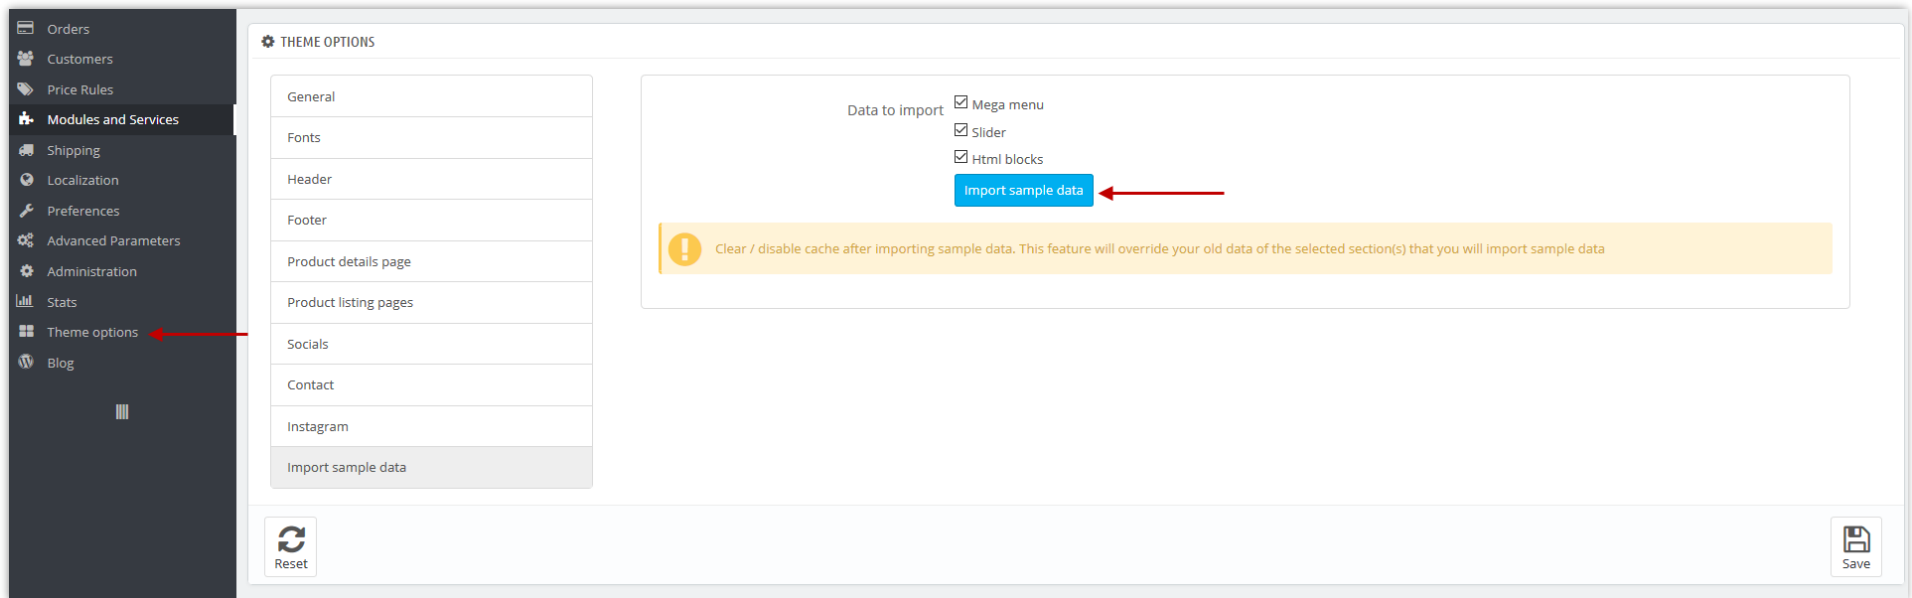 Orders
Customers
Price Rules
Modules and Services
Shipping
Localization
Preferences
Advanced Parameters
Administration
Stats
Theme options
Blog
THEME OPTIONS
General
Fonts
Header
Footer
Product details page
Product listing pages
Socials
Contact
Instagram
Import sample data
Data to import
Mega menu
Slider
Html blocks
Import sample data
Clear / disable cache after importing sample data. This feature will override your old data of the selected section(s) that you will import sample data
Reset
Save